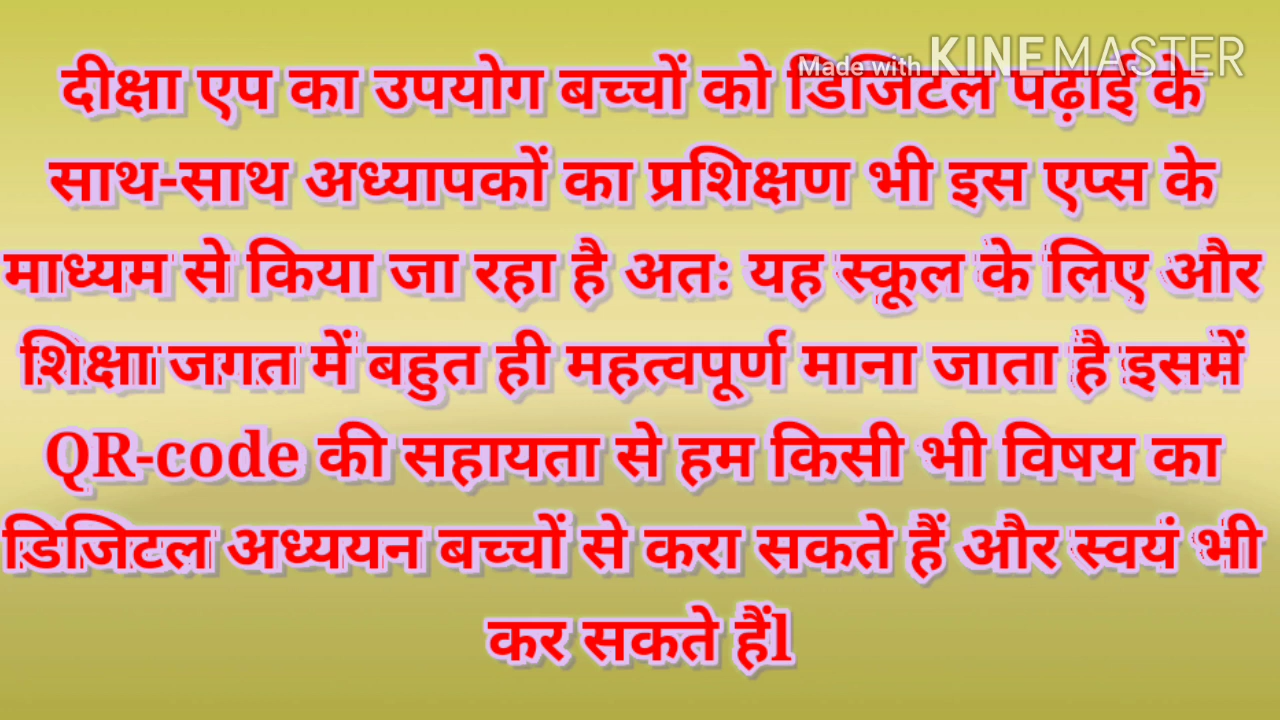 Made with KINEMASTER
दीक्षा एप का उपयोग बच्चों को डिजिटल पढ़ाई के
साथ-साथ अध्यापकों का प्रशिक्षण भी इस एप्स के
माध्यम से किया जा रहा है अतः यह स्कूल के लिए और
शिक्षा जगत में बहुत ही महत्वपूर्ण माना जाता है इसमें
QR-code की सहायता से हम किसी भी विषय का
डिजिटल अध्ययन बच्चों से करा सकते हैं और स्वयं भी
कर सकते हैंl